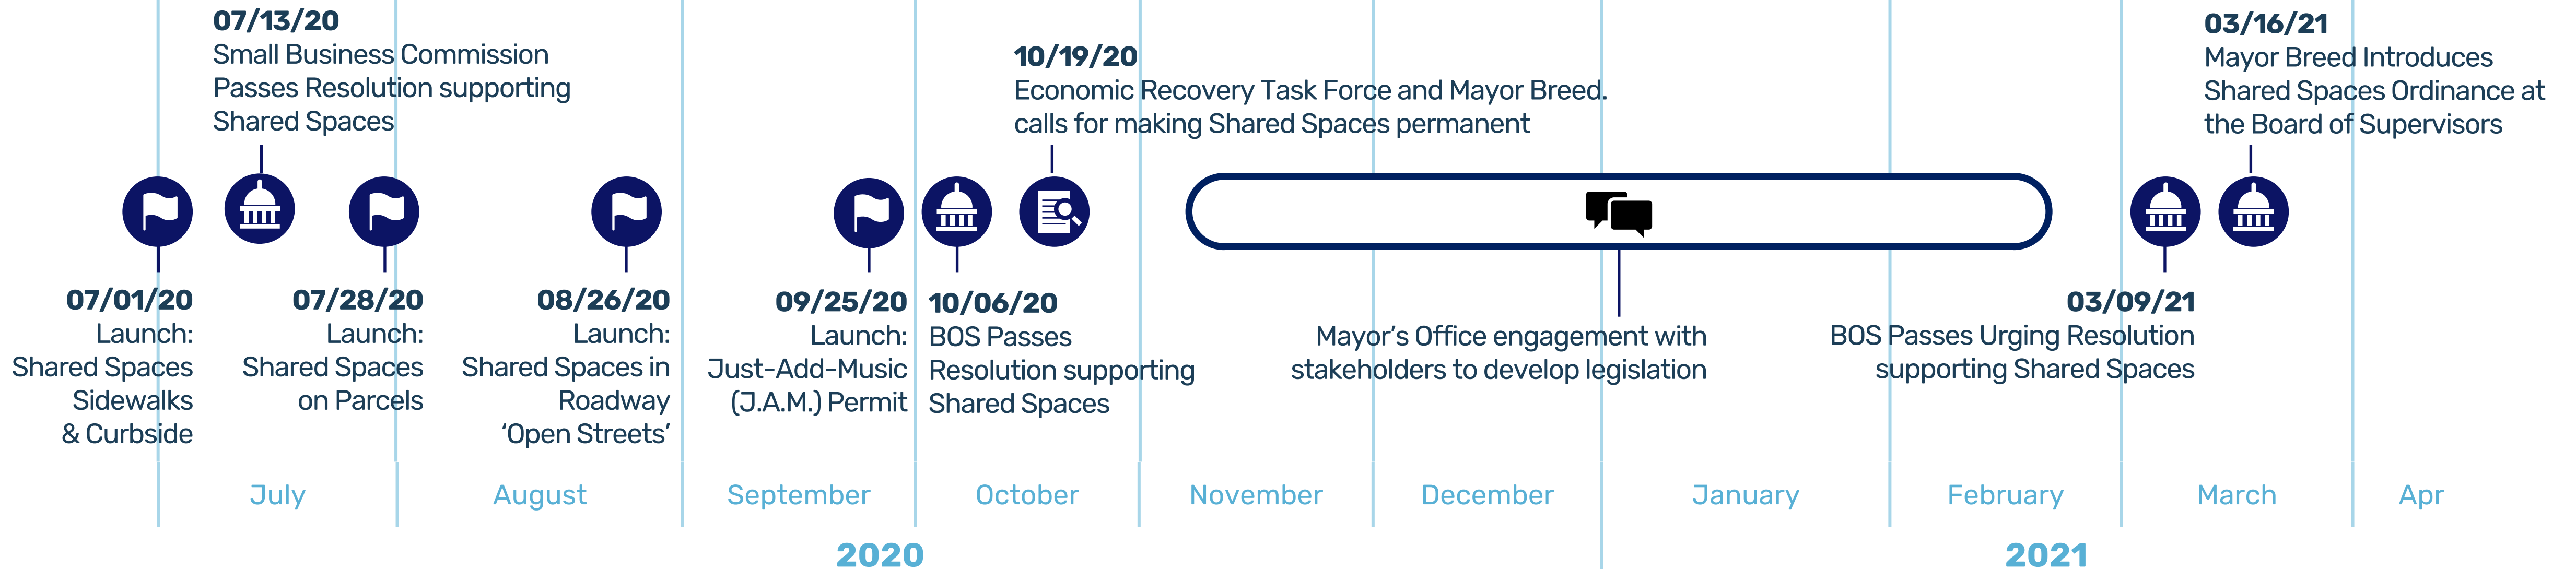 07/13/20
Small Business Commission
Passes Resolution supporting
Shared Spaces
10/19/20
Economic Recovery Task Force and Mayor Breed.
calls for making Shared Spaces permanent
03/16/21
Mayor Breed Introduces
Shared Spaces Ordinance at
the Board of Supervisors
07/01/20
Launch:
Shared Spaces
Sidewalks
& Curbside
07/28/20
Launch:
Shared Spaces
on Parcels
08/26/20
Launch:
Shared Spaces in
Roadway
‘Open Streets’
09/25/20
Launch:
Just-Add-Music
(J.A.M.) Permit
10/06/20
BOS Passes
Resolution supporting
Shared Spaces
Mayor’s Office engagement with
stakeholders to develop legislation
03/09/21
BOS Passes Urging Resolution
supporting Shared Spaces
July
August
September
October
November
December
January
February
March
Apr
2020
2021